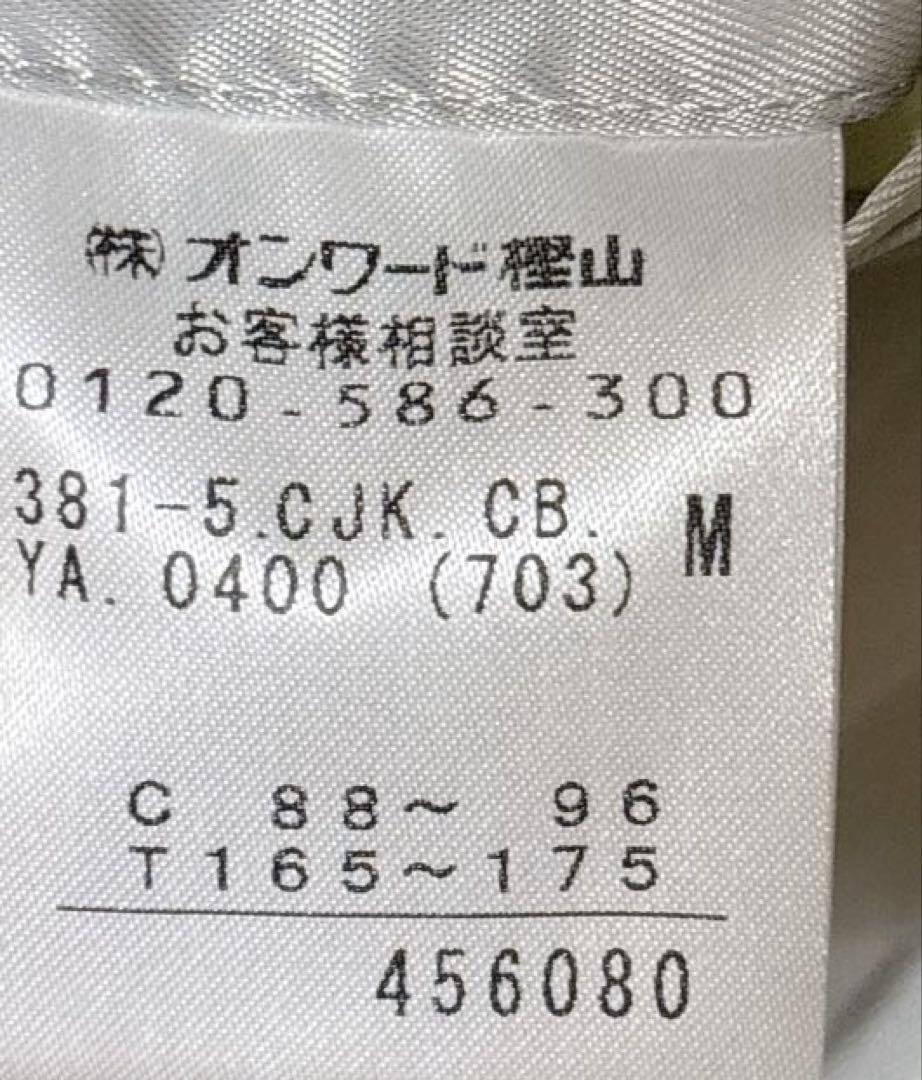 ㈱オンワード樫山
お客様相談室
0120-586-300
381-5.CJK. CB. M
YA. 0400 (703)
C 88～ 96
T165～175
456080